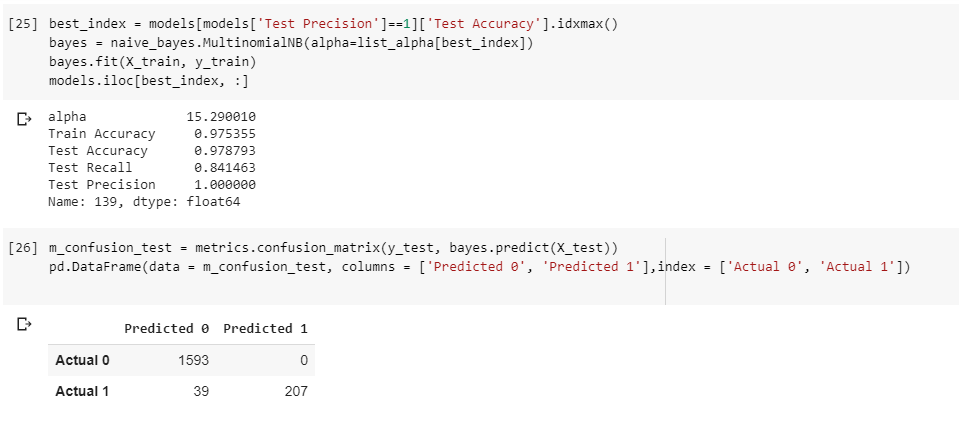 [25] best_index = models[models['Test Precision']==1]['Test Accuracy'].idxmax()
bayes = naive_bayes.MultinomialNB(alpha=list_alpha[best_index])
bayes.fit(X_train, y_train)
models.iloc[best_index, :]
alpha 15.290010
Train Accuracy 0.975355
Test Accuracy 0.978793
Test Recall 0.841463
Test Precision 1.000000
Name: 139, dtype: float64
[26] m_confusion_test = metrics.confusion_matrix(y_test, bayes.predict(X_test))
pd.DataFrame(data = m_confusion_test, columns = ['Predicted 0', 'Predicted 1'],index = ['Actual 0', 'Actual 1'])
Predicted 0 Predicted 1
Actual 0 1593 0
Actual 1 39 207